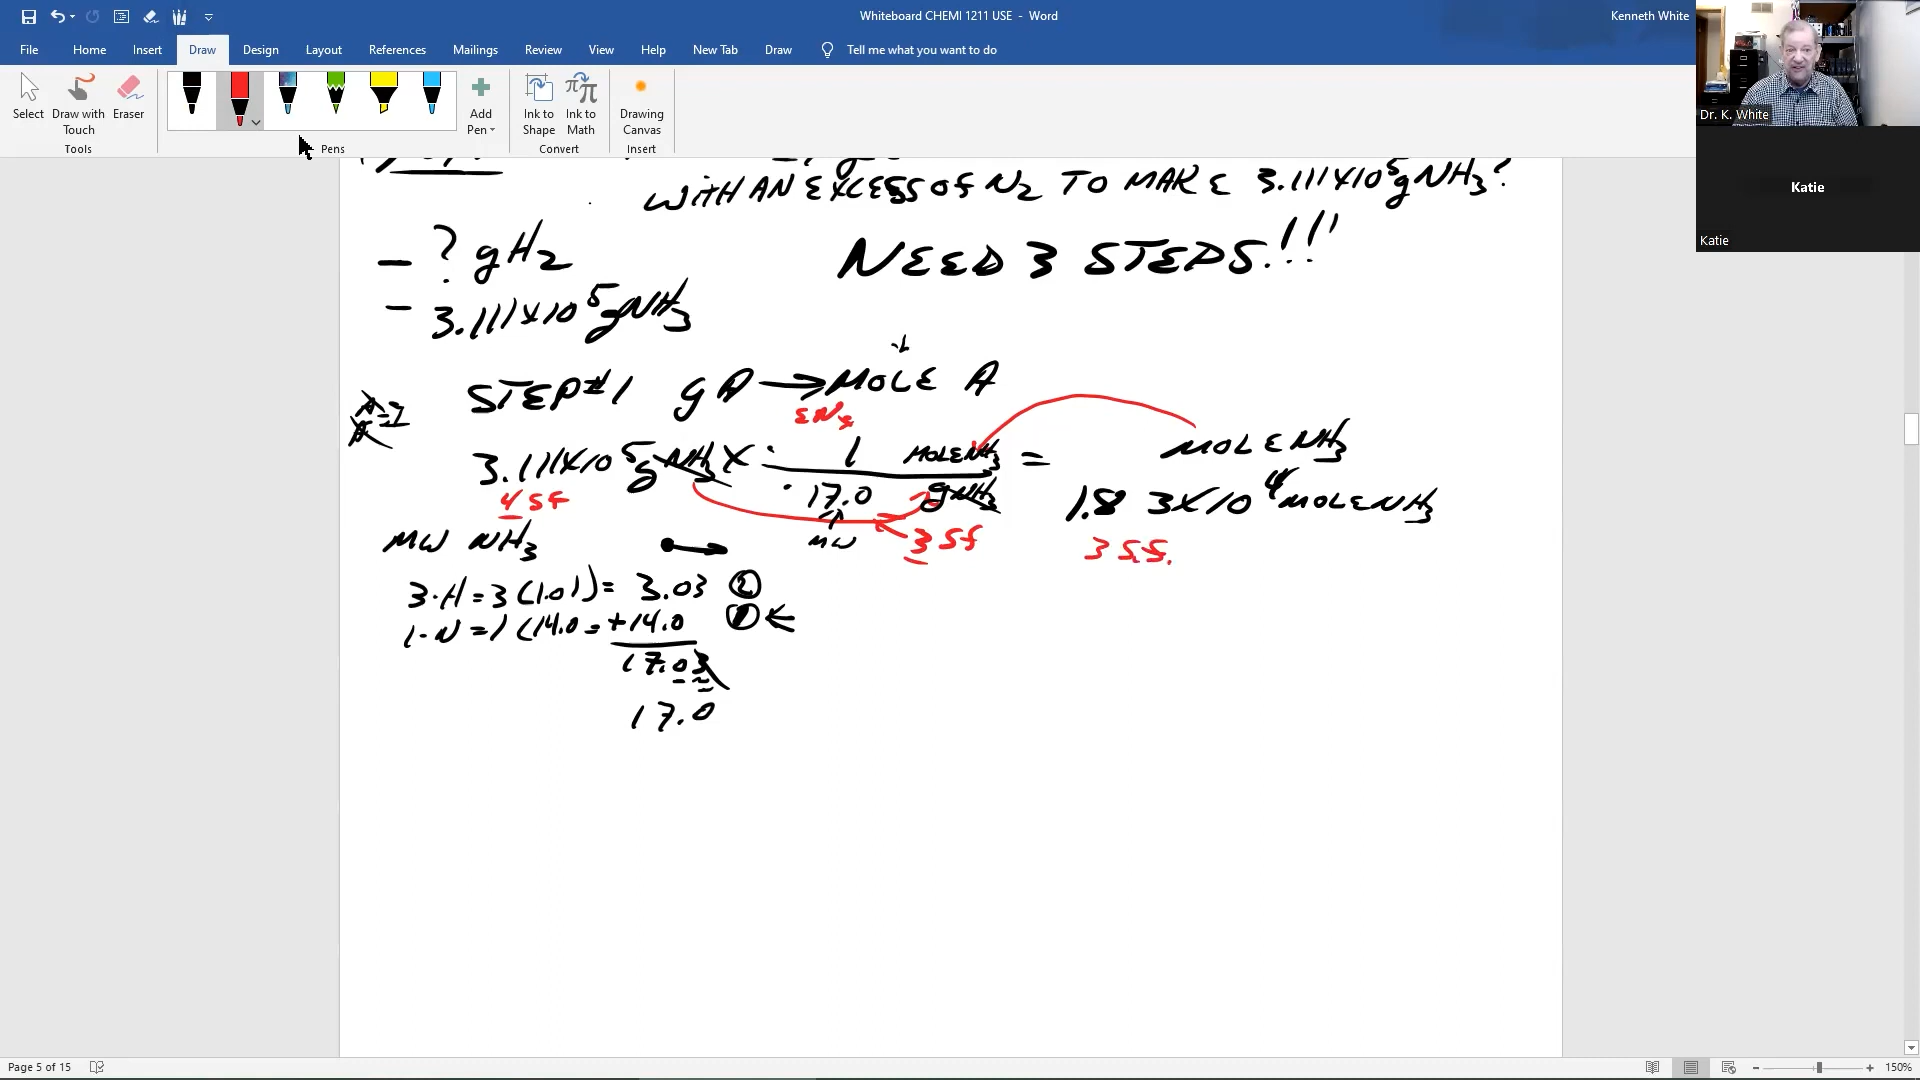 Whiteboard CHEMI 1211 USE - Word
Kenneth White
File Home Insert Draw Design Layout References Mailings Review View Help New Tab Draw Tell me what you want to do
Select Draw with Touch Eraser Add Pen Ink to Shape Ink to Math Drawing Canvas
Tools Pens Convert Insert
Dr. K. White
Katie
Katie
WITH AN EXCESS OF N2 TO MAKE 3.111X10^5 g NH3?
- ? g H2
NEED 3 STEPS!!!
- 3.111X10^5 g NH3
STEP #1 g A → MOLE A
3.111X10^5 g NH3 X 1 MOLE NH3 = MOLE NH3
17.0 g NH3 1.83X10^4 MOLE NH3
4 SF
MW
3 SF
3 S.F.
MW NH3
3·H = 3(1.01) = 3.03 2
1·N = 1(14.0 = +14.0 1 ←
17.03
17.0
Page 5 of 15
150%